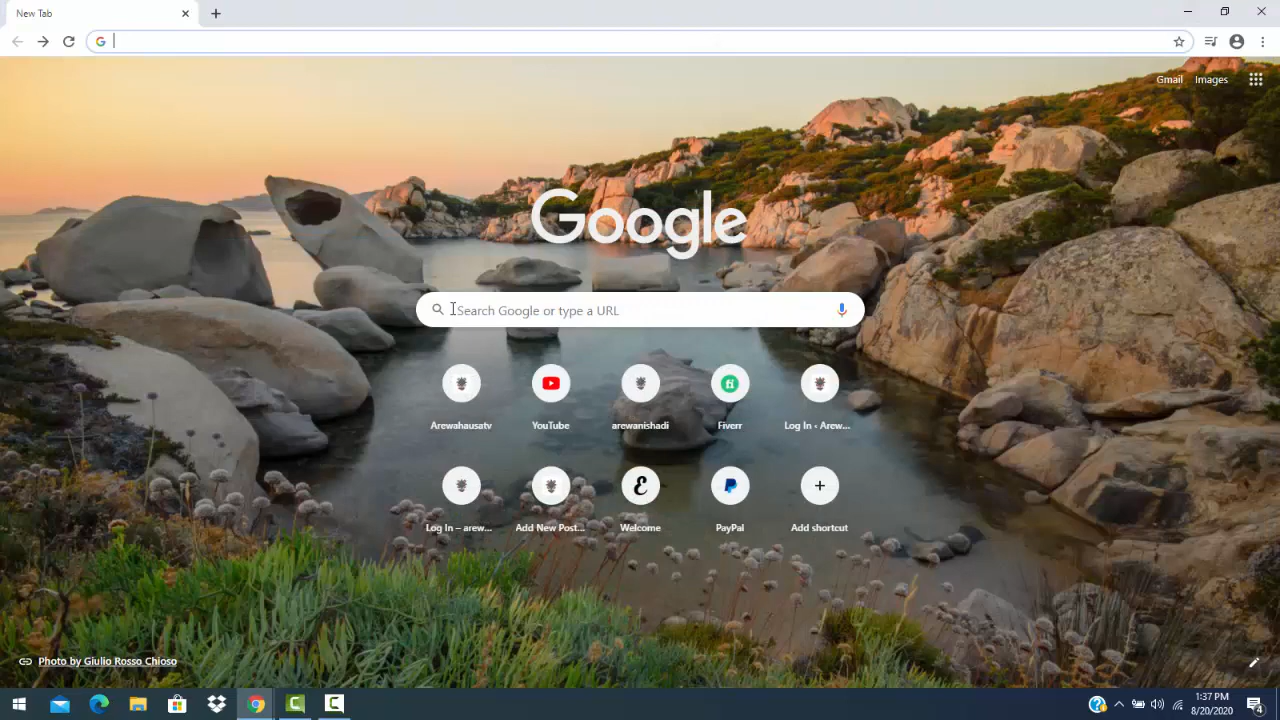 New Tab
Gmail Images
Google
Search Google or type a URL
Arewahausatv YouTube arewanishadi Fiverr Log In ‹ Arew...
Log In – arew... Add New Post... Welcome PayPal Add shortcut
Photo by Giulio Rosso Chioso
1:37 PM
8/20/2020
4